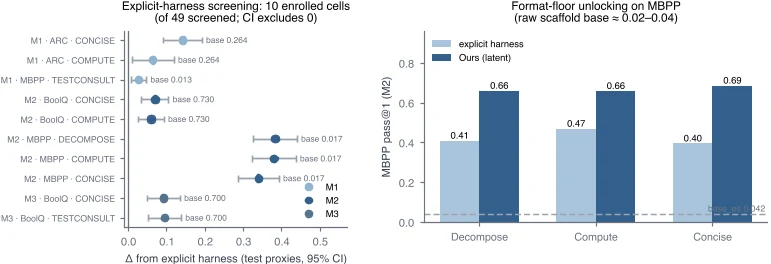 Explicit-harness screening: 10 enrolled cells
(of 49 screened; CI excludes 0)
M1 · ARC · CONCISE
base 0.264
M1 · ARC · COMPUTE
base 0.264
M1 · MBPP · TESTCONSULT
base 0.013
M2 · BoolQ · CONCISE
base 0.730
M2 · BoolQ · COMPUTE
base 0.730
M2 · MBPP · DECOMPOSE
base 0.017
M2 · MBPP · COMPUTE
base 0.017
M2 · MBPP · CONCISE
base 0.017
M3 · BoolQ · CONCISE
base 0.700
M3 · BoolQ · TESTCONSULT
base 0.700
M1
M2
M3
0.0 0.1 0.2 0.3 0.4 0.5
Δ from explicit harness (test proxies, 95% CI)
Format-floor unlocking on MBPP
(raw scaffold base ≈ 0.02–0.04)
explicit harness
Ours (latent)
MBPP pass@1 (M2)
0.8
0.6
0.4
0.2
0.0
0.41 0.66 0.47 0.66 0.40 0.69
0.042
Decompose Compute Concise